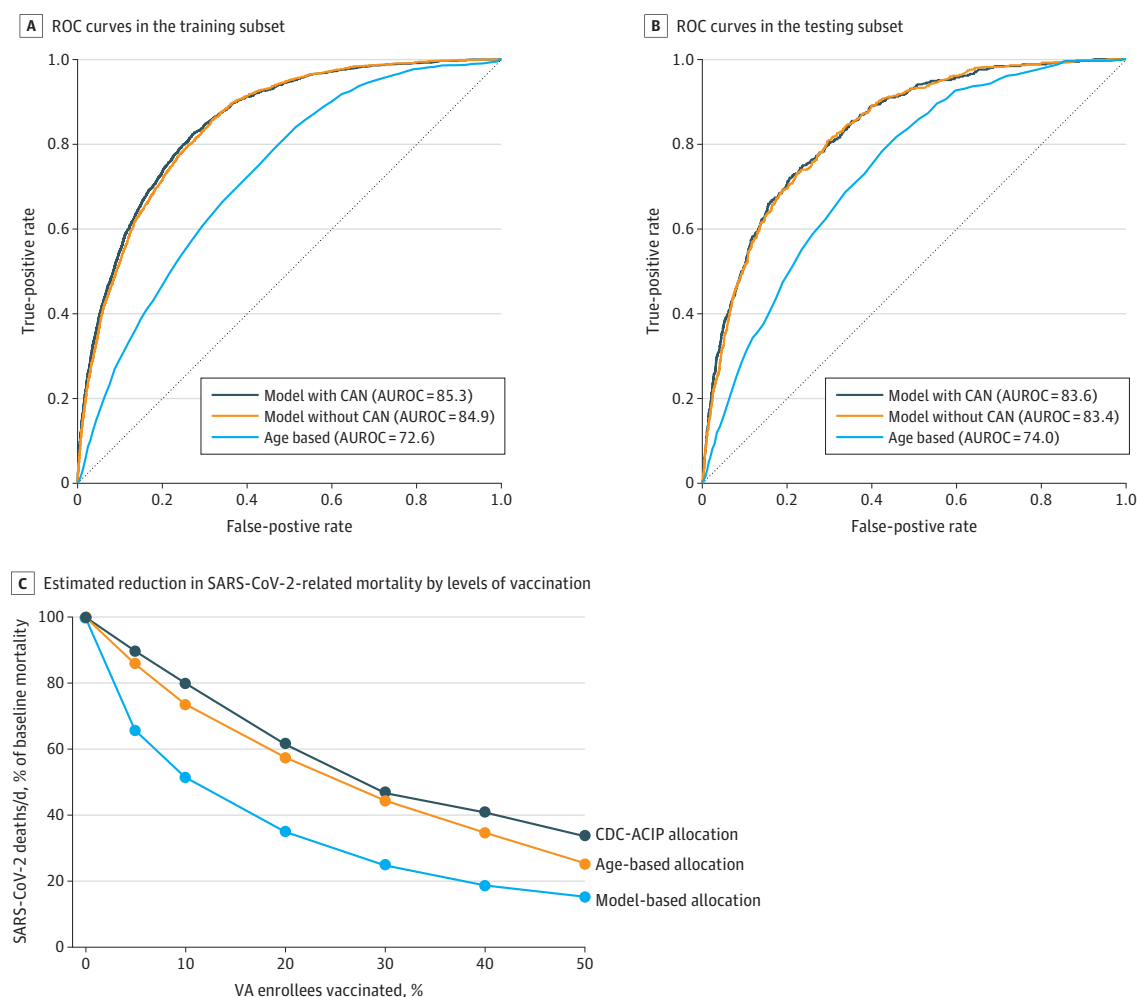 A ROC curves in the training subset
1.0
0.8
0.6
0.4
0.2
0
True-positive rate
Model with CAN (AUROC=85.3)
Model without CAN (AUROC=84.9)
Age based (AUROC=72.6)
0 0.2 0.4 0.6 0.8 1.0
False-postive rate
B ROC curves in the testing subset
1.0
0.8
0.6
0.4
0.2
0
True-positive rate
Model with CAN (AUROC=83.6)
Model without CAN (AUROC=83.4)
Age based (AUROC=74.0)
0 0.2 0.4 0.6 0.8 1.0
False-postive rate
C Estimated reduction in SARS-CoV-2-related mortality by levels of vaccination
100
80
60
40
20
0
SARS-CoV-2 deaths/d, % of baseline mortality
CDC-ACIP allocation
Age-based allocation
Model-based allocation
0 10 20 30 40 50
VA enrollees vaccinated, %